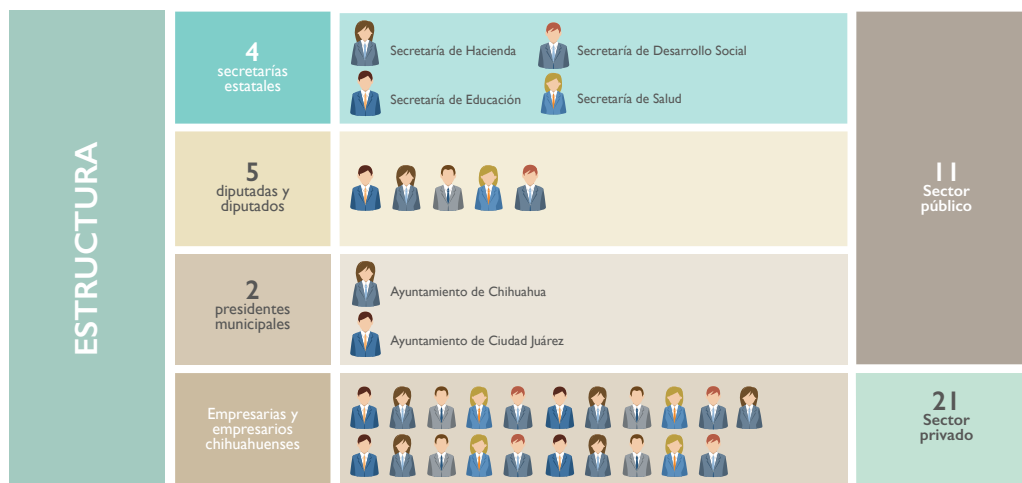 ESTRUCTURA
4
secretarías
estatales
Secretaría de Hacienda
Secretaría de Desarrollo Social
Secretaría de Educación
Secretaría de Salud
5
diputadas y
diputados
2
presidentes
municipales
Ayuntamiento de Chihuahua
Ayuntamiento de Ciudad Juárez
11
Sector
público
Empresarias y
empresarios
chihuahuenses
21
Sector
privado